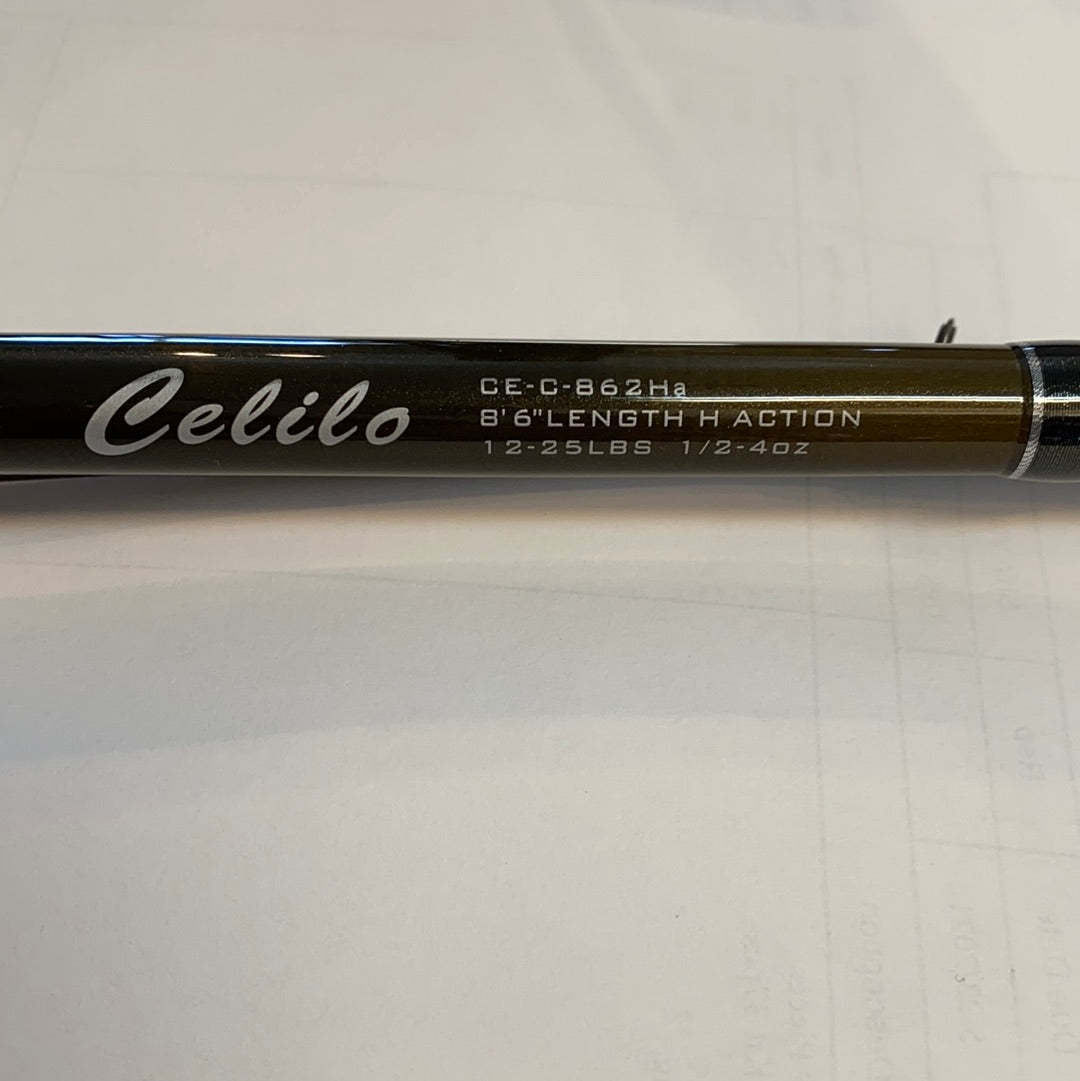 Celilo
CE-C-862Ha
8'6"LENGTH H ACTION
12-25LBS 1/2-4oz